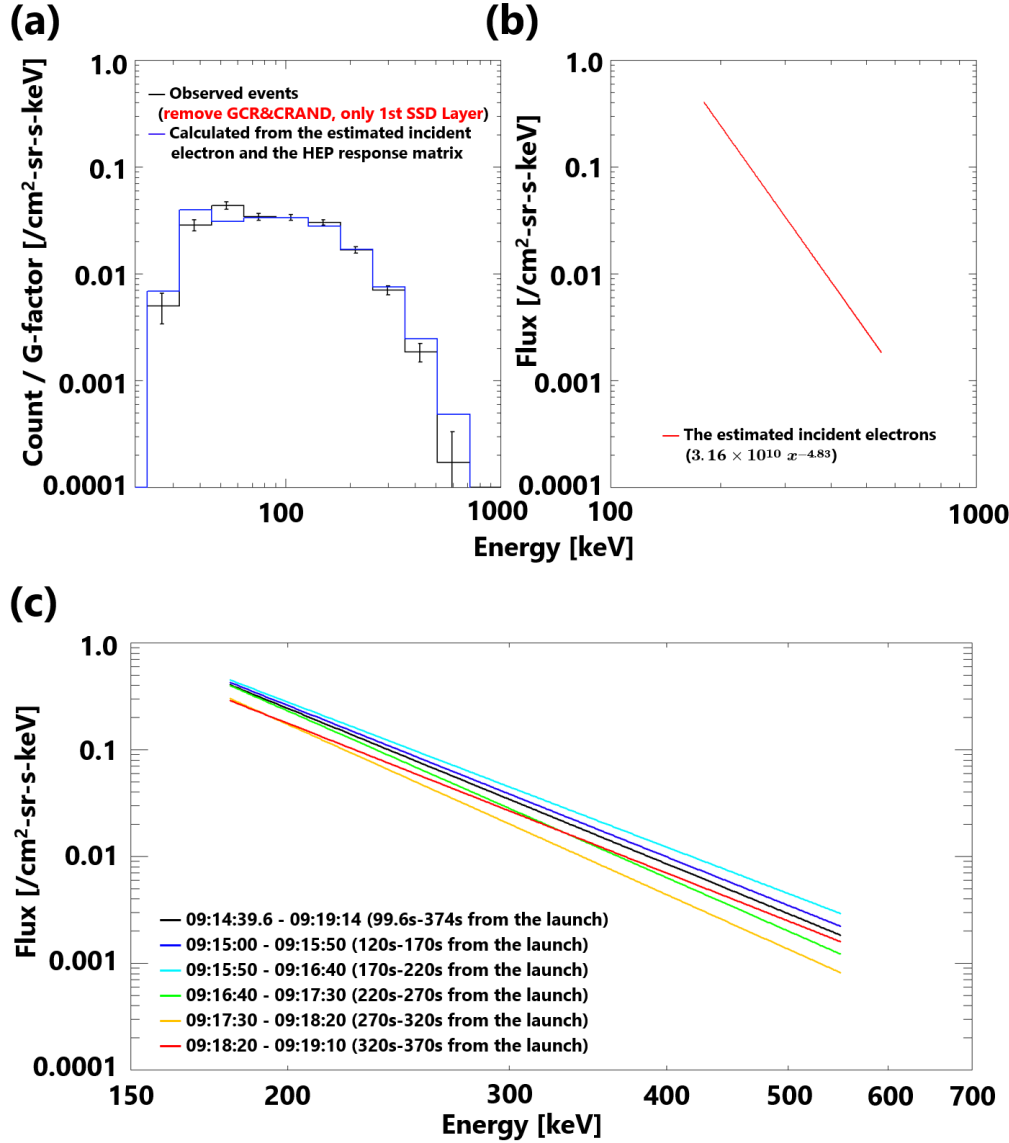 (a)
1.0
0.1
0.01
0.001
0.0001
Count / G-factor [/cm²-sr-s-keV]
Observed events
(remove GCR&CRAND, only 1st SSD Layer)
Calculated from the estimated incident
electron and the HEP response matrix
100
1000
(b)
1.0
0.1
0.01
0.001
0.0001
Flux [/cm²-sr-s-keV]
The estimated incident electrons
(3.16 × 10¹⁰ x⁻⁴·⁸³)
100
1000
Energy [keV]
(c)
1.0
0.1
0.01
0.001
0.0001
Flux [/cm²-sr-s-keV]
09:14:39.6 - 09:19:14 (99.6s-374s from the launch)
09:15:00 - 09:15:50 (120s-170s from the launch)
09:15:50 - 09:16:40 (170s-220s from the launch)
09:16:40 - 09:17:30 (220s-270s from the launch)
09:17:30 - 09:18:20 (270s-320s from the launch)
09:18:20 - 09:19:10 (320s-370s from the launch)
150
200
300
400
500
600
700
Energy [keV]